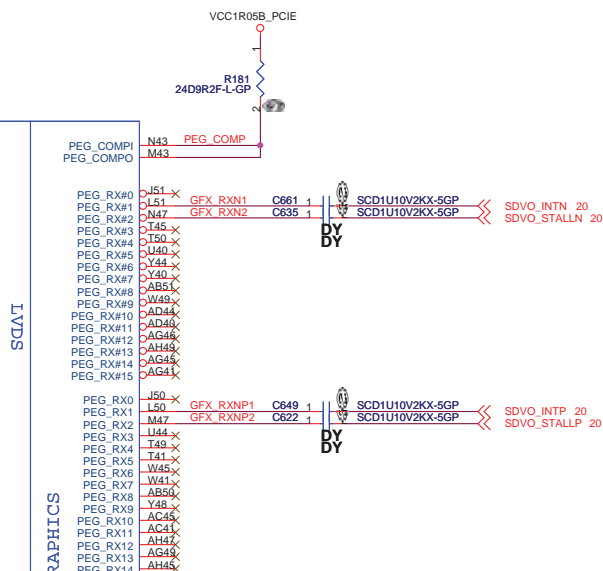 VCC1R05B_PCIE
1
R181
24D9R2F-L-GP
2
PEG_COMPI N43 PEG_COMP
PEG_COMPO M43
PEG_RX#0 J51
PEG_RX#1 L51 GFX_RXN1 C661 1 SCD1U10V2KX-5GP SDVO_INTN 20
PEG_RX#2 N47 GFX_RXN2 C635 1 SCD1U10V2KX-5GP SDVO_STALLN 20
PEG_RX#3 T45
DY
PEG_RX#4 T50
DY
PEG_RX#5 U40
PEG_RX#6 Y44
PEG_RX#7 Y40
PEG_RX#8 AB51
PEG_RX#9 W49
PEG_RX#10 AD44
PEG_RX#11 AD40
PEG_RX#12 AG46
PEG_RX#13 AH49
PEG_RX#14 AG45
PEG_RX#15 AG41
LVDS
PEG_RX0 J50
PEG_RX1 L50 GFX_RXNP1 C649 1 SCD1U10V2KX-5GP SDVO_INTP 20
PEG_RX2 M47 GFX_RXNP2 C622 1 SCD1U10V2KX-5GP SDVO_STALLP 20
PEG_RX3 U44
DY
PEG_RX4 T49
DY
PEG_RX5 T41
PEG_RX6 W45
PEG_RX7 W41
PEG_RX8 AB50
PEG_RX9 Y48
PEG_RX10 AC45
PEG_RX11 AC41
PEG_RX12 AH47
PEG_RX13 AG49
PEG_RX14 AH45
RAPHICS